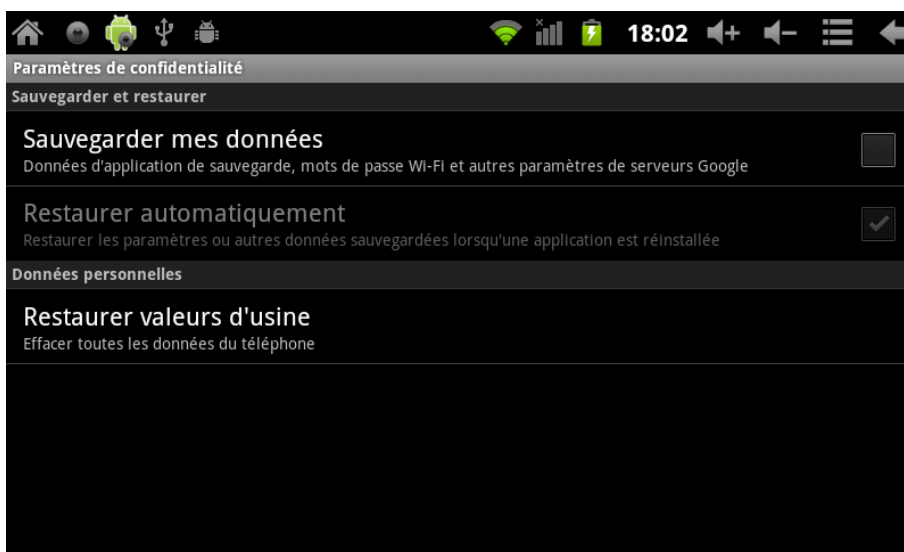 18:02
Paramètres de confidentialité
Sauvegarder et restaurer
Sauvegarder mes données
Données d'application de sauvegarde, mots de passe Wi-Fi et autres paramètres de serveurs Google
Restaurer automatiquement
Restaurer les paramètres ou autres données sauvegardées lorsqu'une application est réinstallée
Données personnelles
Restaurer valeurs d'usine
Effacer toutes les données du téléphone